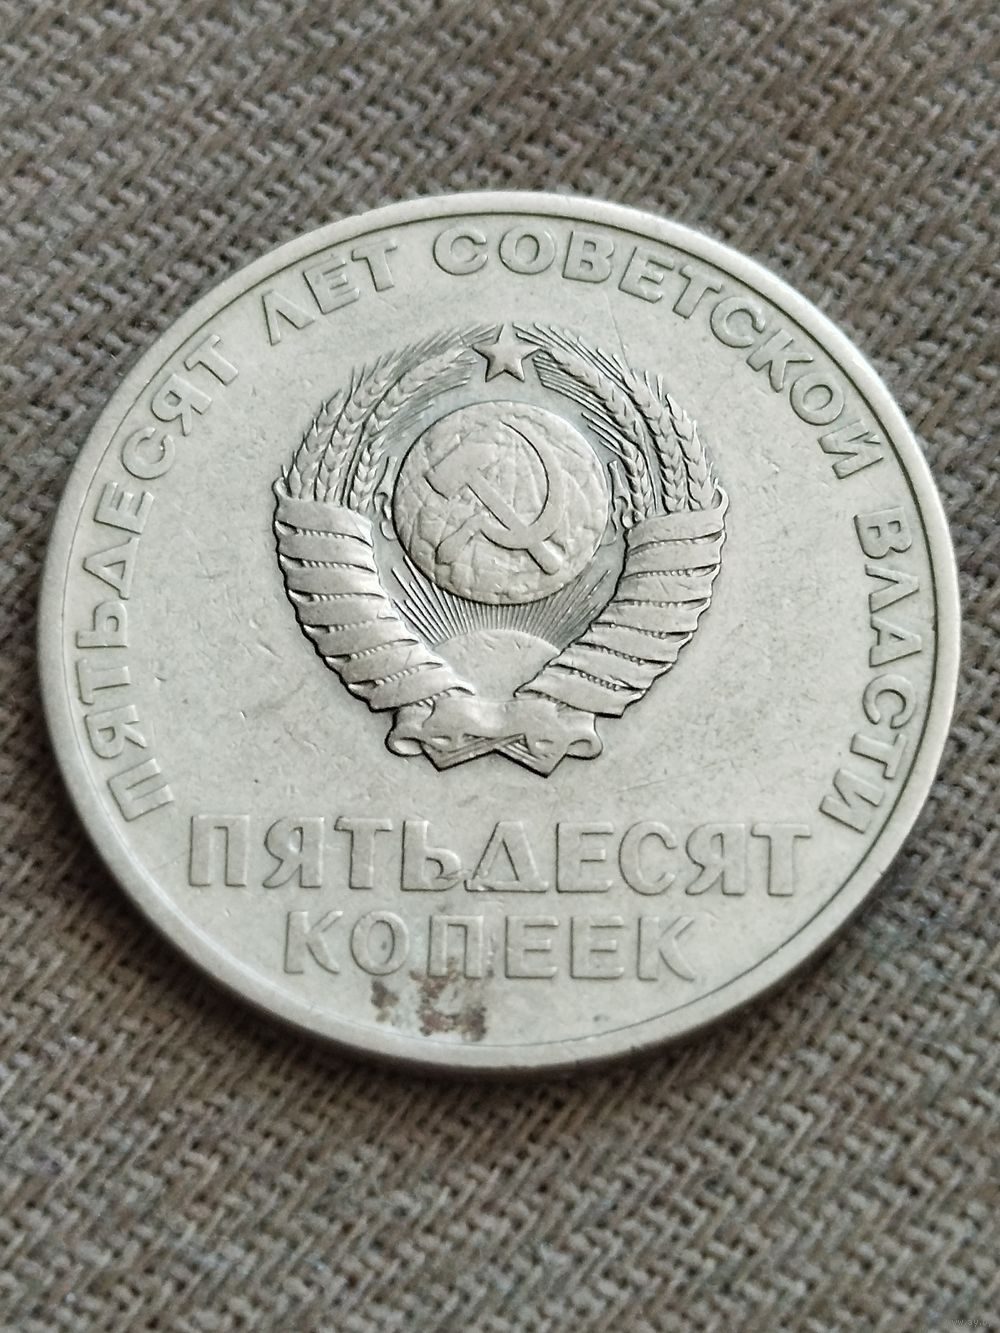 ПЯТЬДЕСЯТ ЛЕТ СОВЕТСКОЙ ВЛАСТИ
ПЯТЬДЕСЯТ
КОПЕЕК